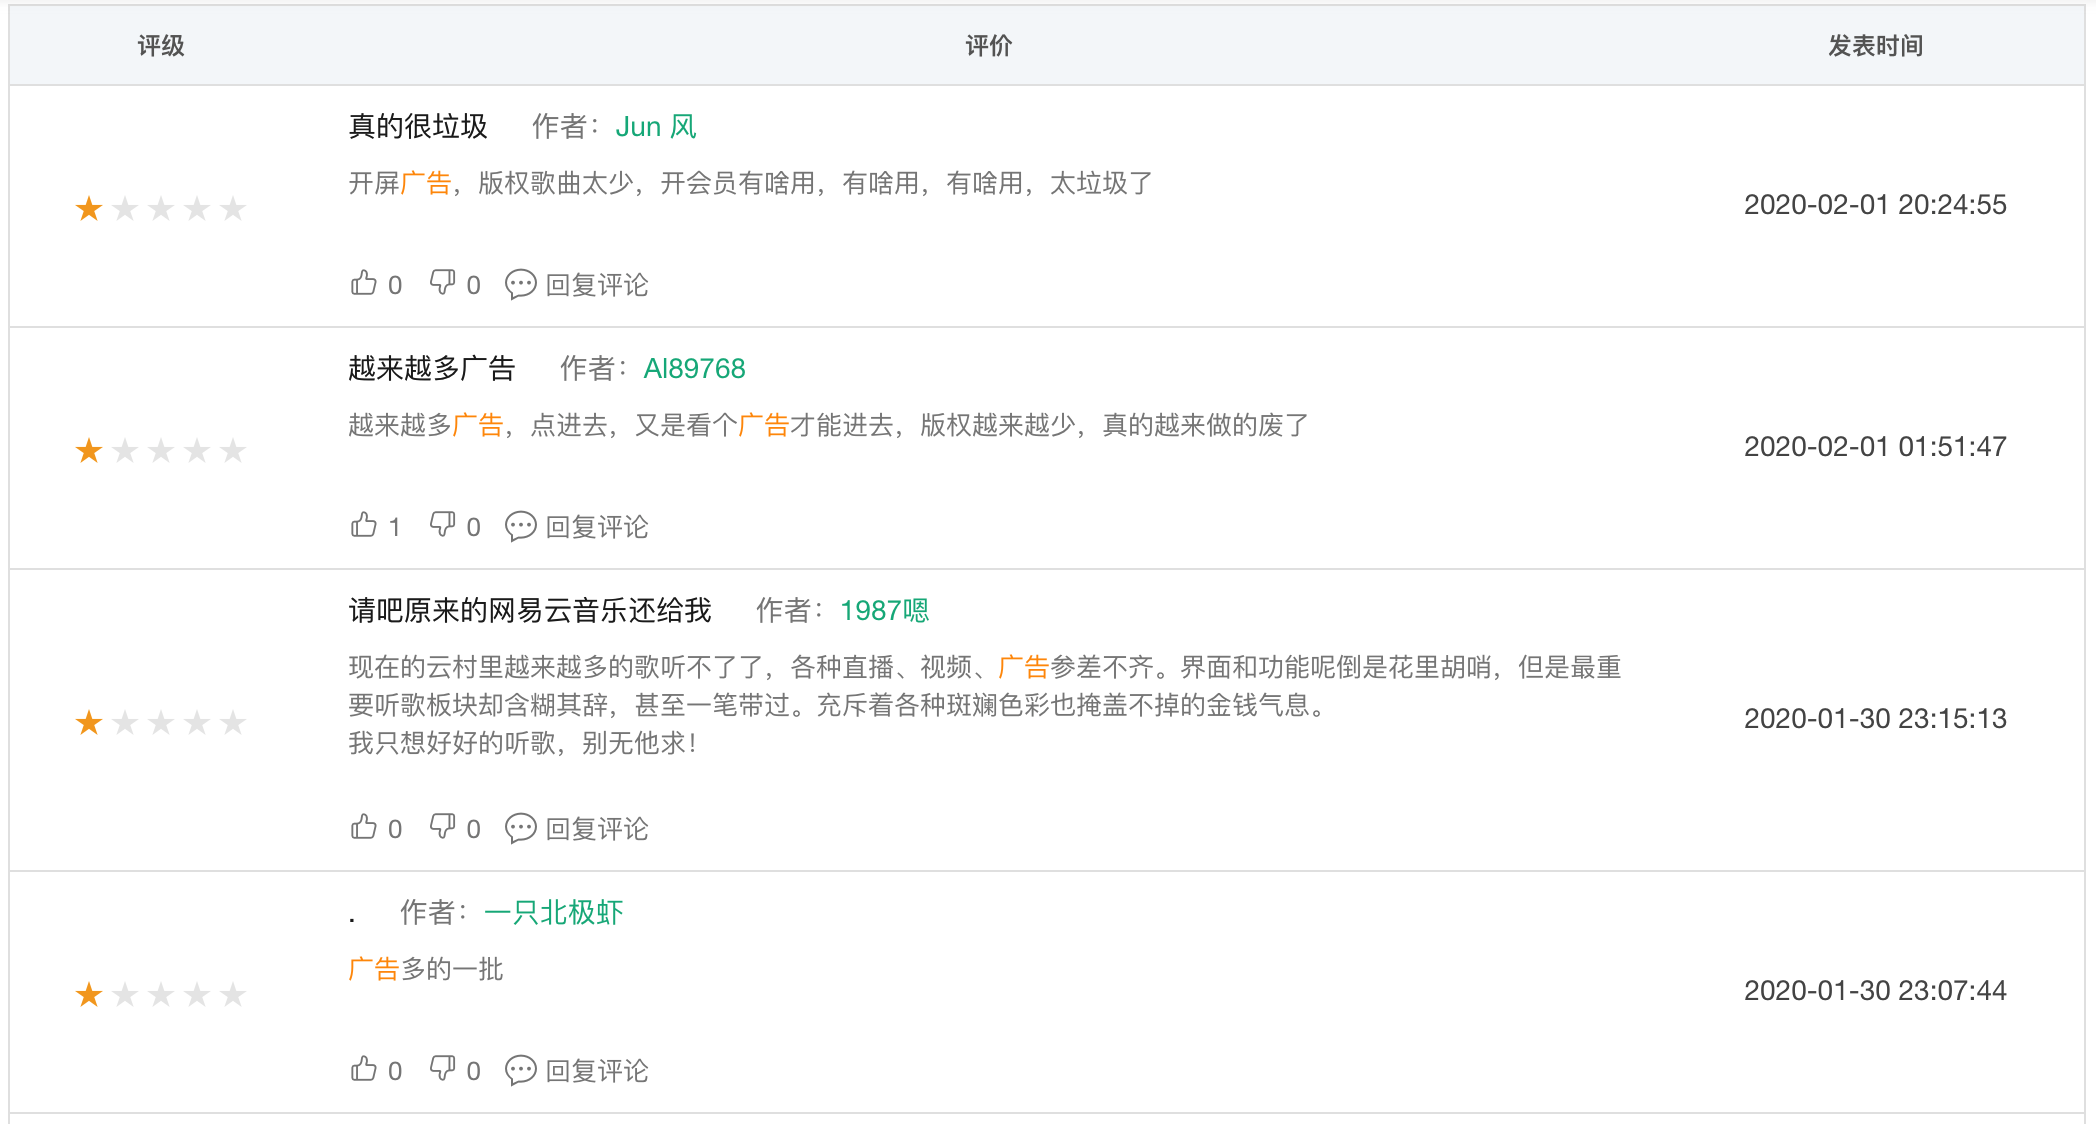 评级 评价 发表时间
真的很垃圾 作者：Jun 风
开屏广告，版权歌曲太少，开会员有啥用，有啥用，有啥用，太垃圾了
2020-02-01 20:24:55
0 0 回复评论
越来越多广告 作者：Al89768
越来越多广告，点进去，又是看个广告才能进去，版权越来越少，真的越来做的废了
2020-02-01 01:51:47
1 0 回复评论
请吧原来的网易云音乐还给我 作者：1987嗯
现在的云村里越来越多的歌听不了了，各种直播、视频、广告参差不齐。界面和功能呢倒是花里胡哨，但是最重
要听歌板块却含糊其辞，甚至一笔带过。充斥着各种斑斓色彩也掩盖不掉的金钱气息。
2020-01-30 23:15:13
我只想好好的听歌，别无他求！
0 0 回复评论
. 作者：一只北极虾
广告多的一批
2020-01-30 23:07:44
0 0 回复评论